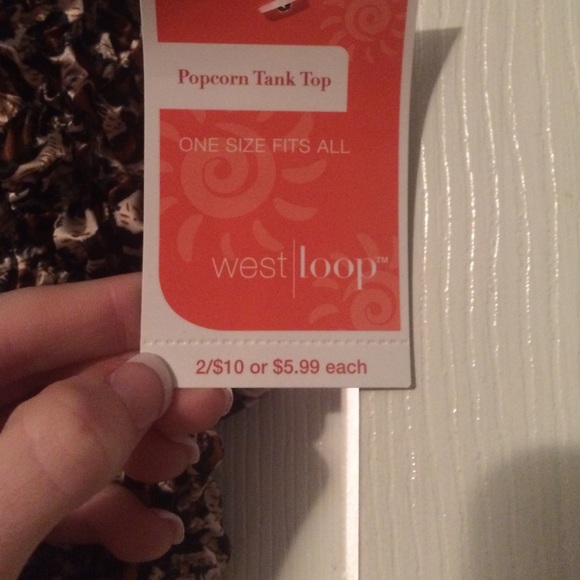 Popcorn Tank Top
ONE SIZE FITS ALL
west|loop™
2/$10 or $5.99 each